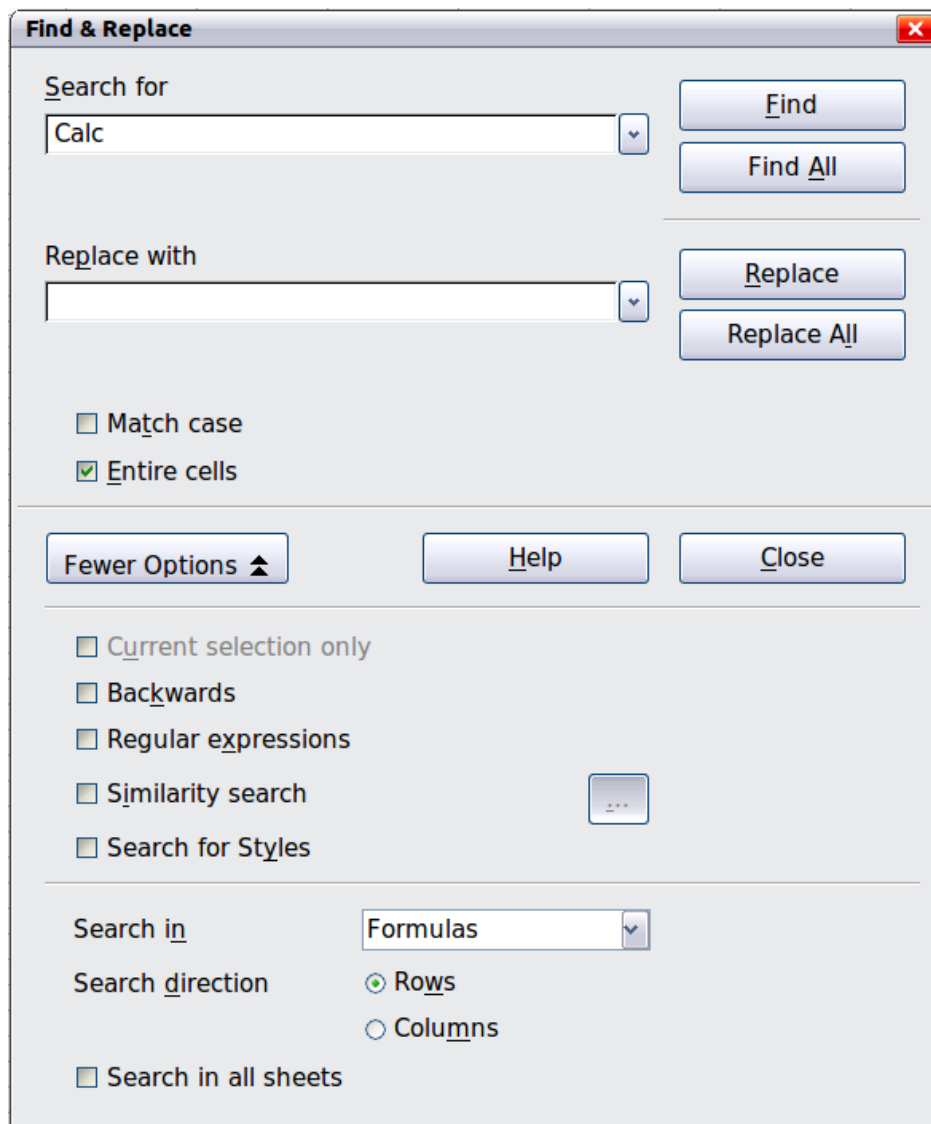 Find & Replace
Search for
Find
Calc
Find All
Replace with
Replace
Replace All
Match case
Entire cells
Fewer Options Help Close
Current selection only
Backwards
Regular expressions
Similarity search ...
Search for Styles
Search in Formulas
Search direction Rows
Columns
Search in all sheets